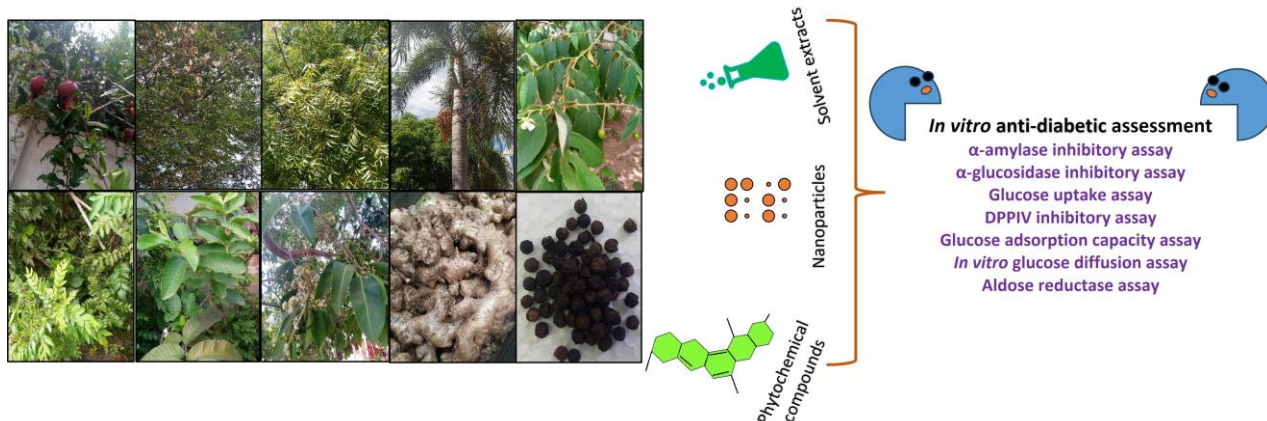 Solvent extracts
Nanoparticles
Phytochemical
compounds
In vitro anti-diabetic assessment
α-amylase inhibitory assay
α-glucosidase inhibitory assay
Glucose uptake assay
DPPIV inhibitory assay
Glucose adsorption capacity assay
In vitro glucose diffusion assay
Aldose reductase assay